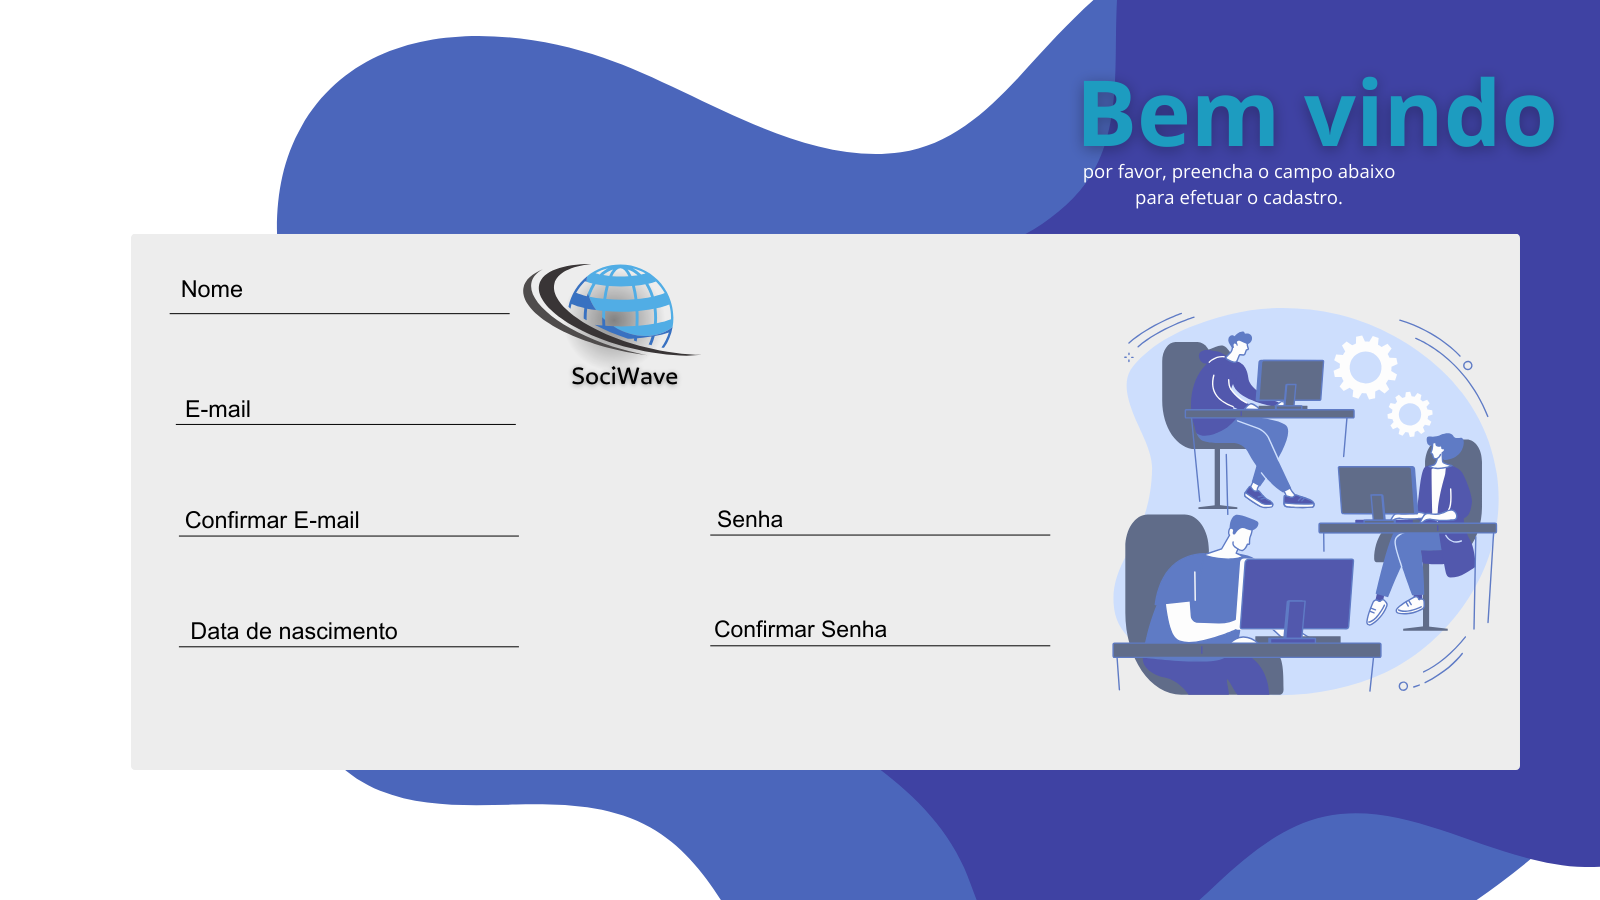 Bem vindo
por favor, preencha o campo abaixo
para efetuar o cadastro.
Nome
SociWave
E-mail
Confirmar E-mail
Senha
Data de nascimento
Confirmar Senha